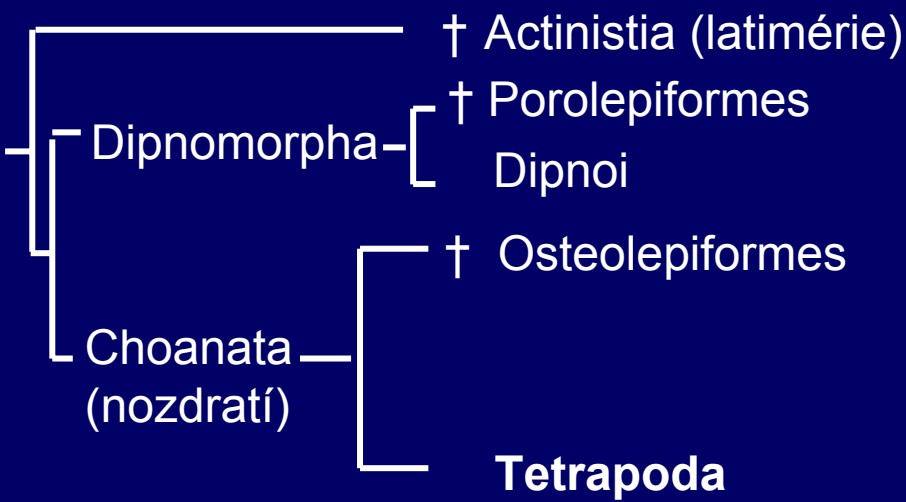 † Actinistia (latimérie)
† Porolepiformes
Dipnomorpha
Dipnoi
† Osteolepiformes
Choanata
(nozdratí)
Tetrapoda